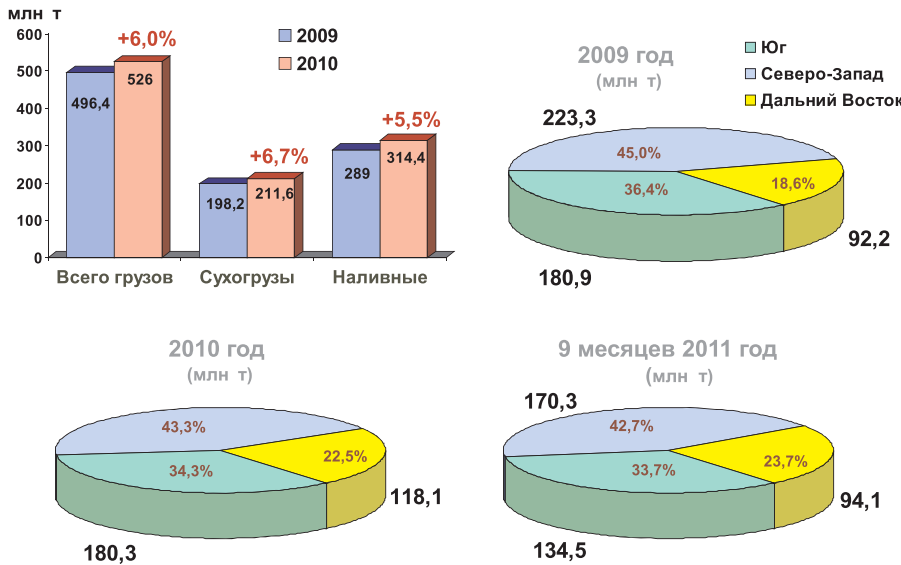 млн т
600
500
400
300
200
100
0
+6,0%
496,4
526
+6,7%
198,2
211,6
+5,5%
289
314,4
Всего грузов
Сухогрузы
Наливные
2009
2010
2009 год
(млн т)
Юг
Северо-Запад
Дальний Восток
223,3
45,0%
36,4%
18,6%
92,2
180,9
2010 год
(млн т)
43,3%
34,3%
22,5%
118,1
180,3
9 месяцев 2011 год
(млн т)
170,3
42,7%
33,7%
23,7%
94,1
134,5